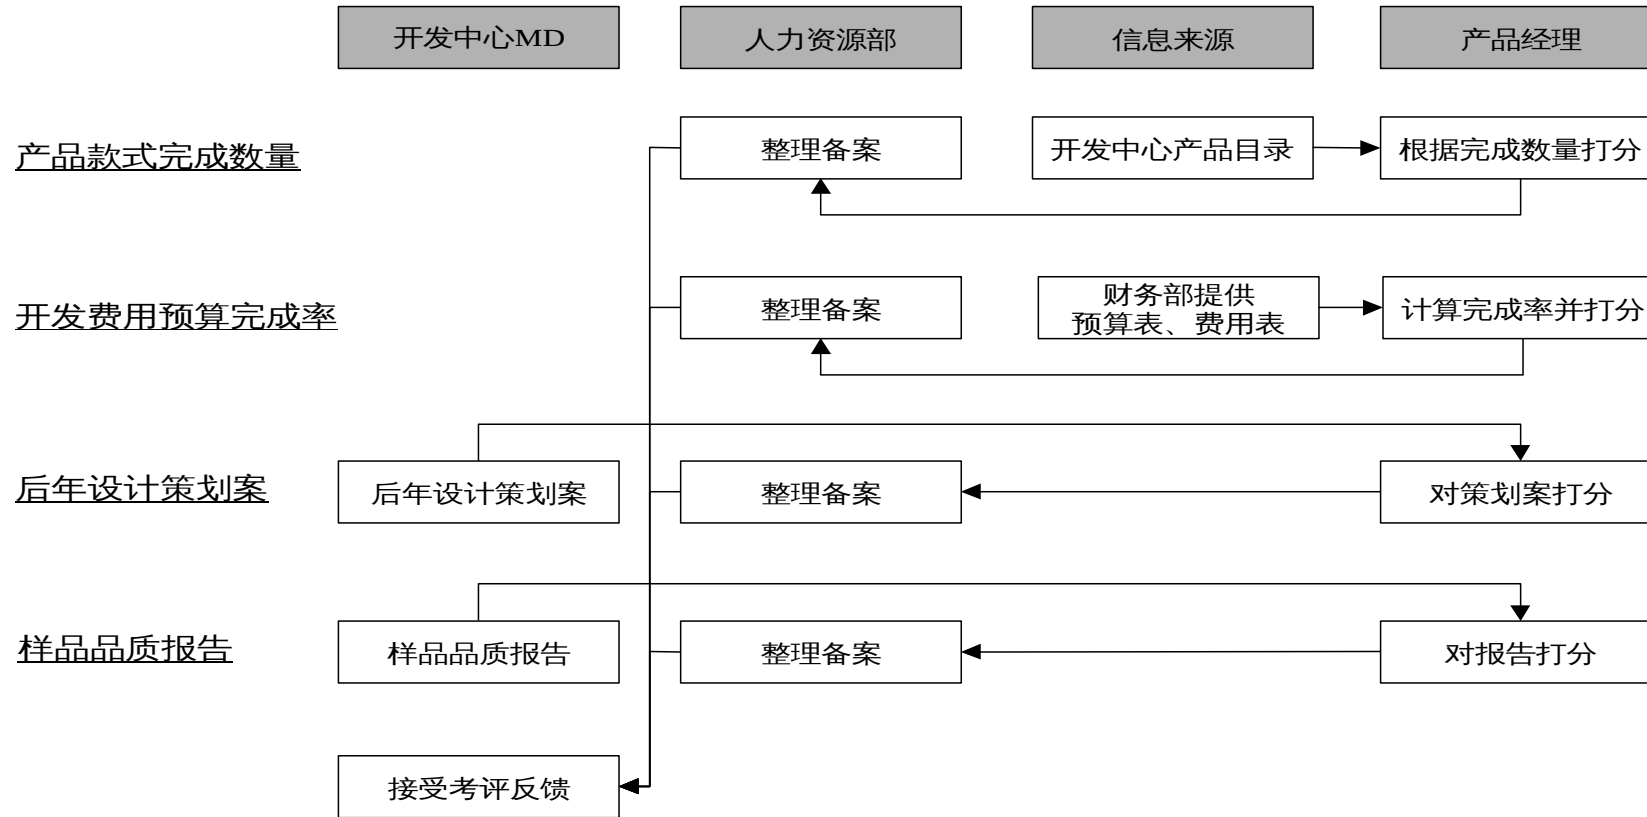 开发中心MD
人力资源部
信息来源
产品经理
产品款式完成数量
整理备案
开发中心产品目录
根据完成数量打分
开发费用预算完成率
整理备案
财务部提供
预算表、费用表
计算完成率并打分
后年设计策划案
后年设计策划案
整理备案
对策划案打分
样品品质报告
样品品质报告
整理备案
对报告打分
接受考评反馈